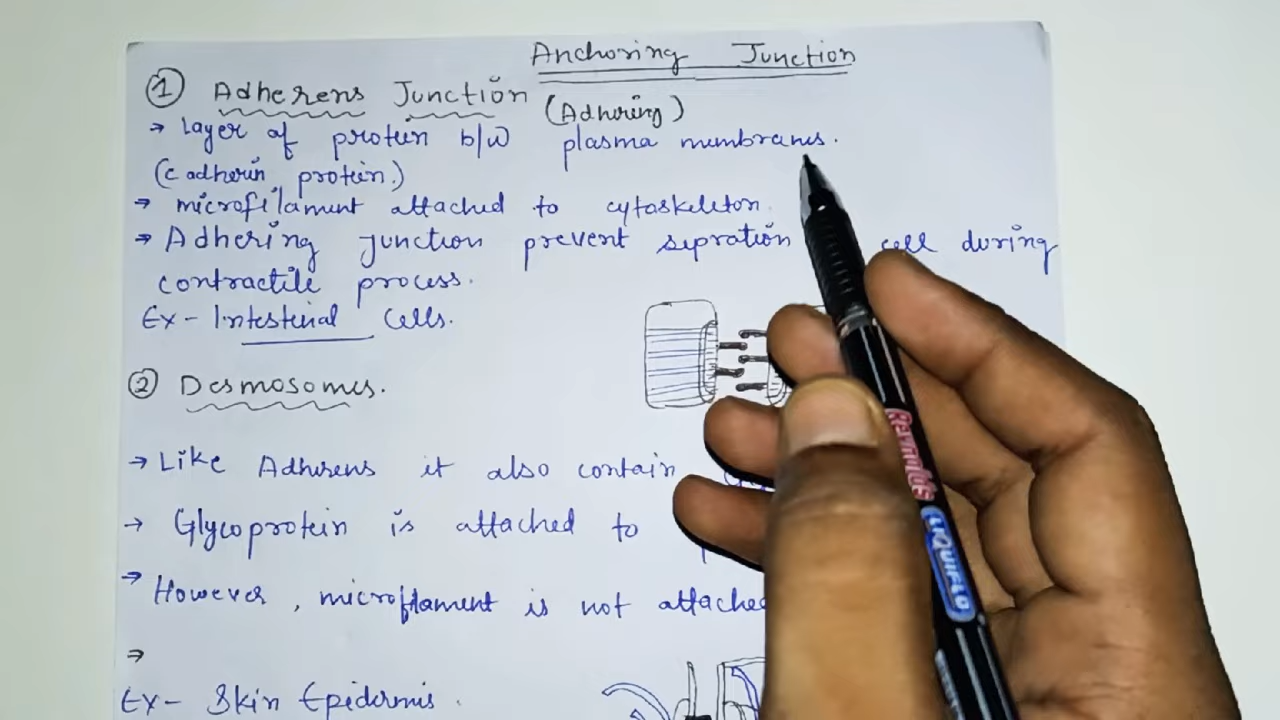 Anchoring Junction
① Adherens Junction
(Adhering)
→ Layer of protein b/w plasma membranes.
(Cadherin protein.)
→ microfilament attached to cytaskeleton.
→ Adhering junction prevent sepration cell during
contractile process.
Ex- Intestinal Cells.
② Desmosomes.
→ Like Adherens it also contain
→ Glycoprotein is attached to
→ However, microflament is not attached
→
Ex- Skin Epidermis.
Reynolds
LIQUIFLO